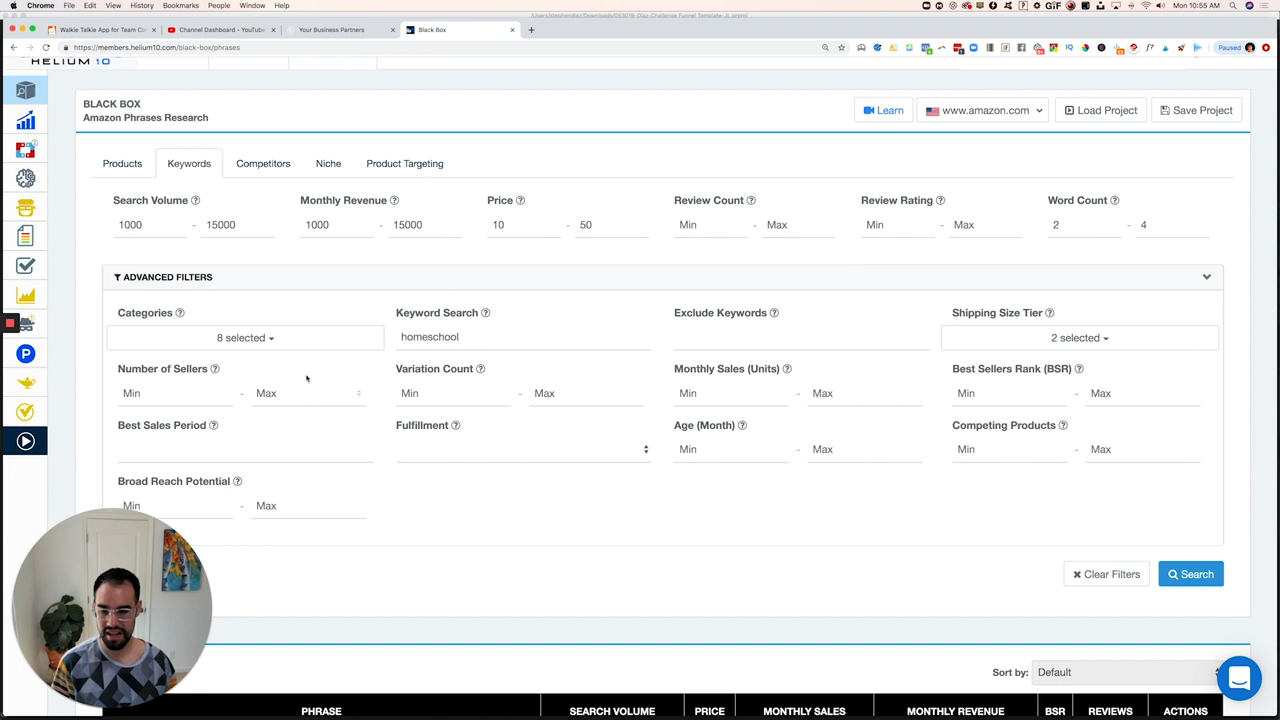 Chrome File Edit View History Bookmarks People Window Help
Mon 10:55 AM
Walkie Talkie App for Team Co
Channel Dashboard - YouTube
Your Business Partners
Black Box
https://members.helium10.com/black-box/phrases
Paused
HELIUM 10
BLACK BOX
Amazon Phrases Research
Learn
www.amazon.com
Load Project
Save Project
Products Keywords Competitors Niche Product Targeting
Search Volume Monthly Revenue Price Review Count Review Rating Word Count
1000 - 15000 1000 - 15000 10 - 50 Min - Max Min - Max 2 - 4
ADVANCED FILTERS
Categories Keyword Search Exclude Keywords Shipping Size Tier
8 selected homeschool 2 selected
Number of Sellers Variation Count Monthly Sales (Units) Best Sellers Rank (BSR)
Min - Max Min - Max Min - Max Min - Max
Best Sales Period Fulfillment Age (Month) Competing Products
Min - Max Min - Max
Broad Reach Potential
Min - Max
Clear Filters Search
Sort by: Default
PHRASE SEARCH VOLUME PRICE MONTHLY SALES MONTHLY REVENUE BSR REVIEWS ACTIONS